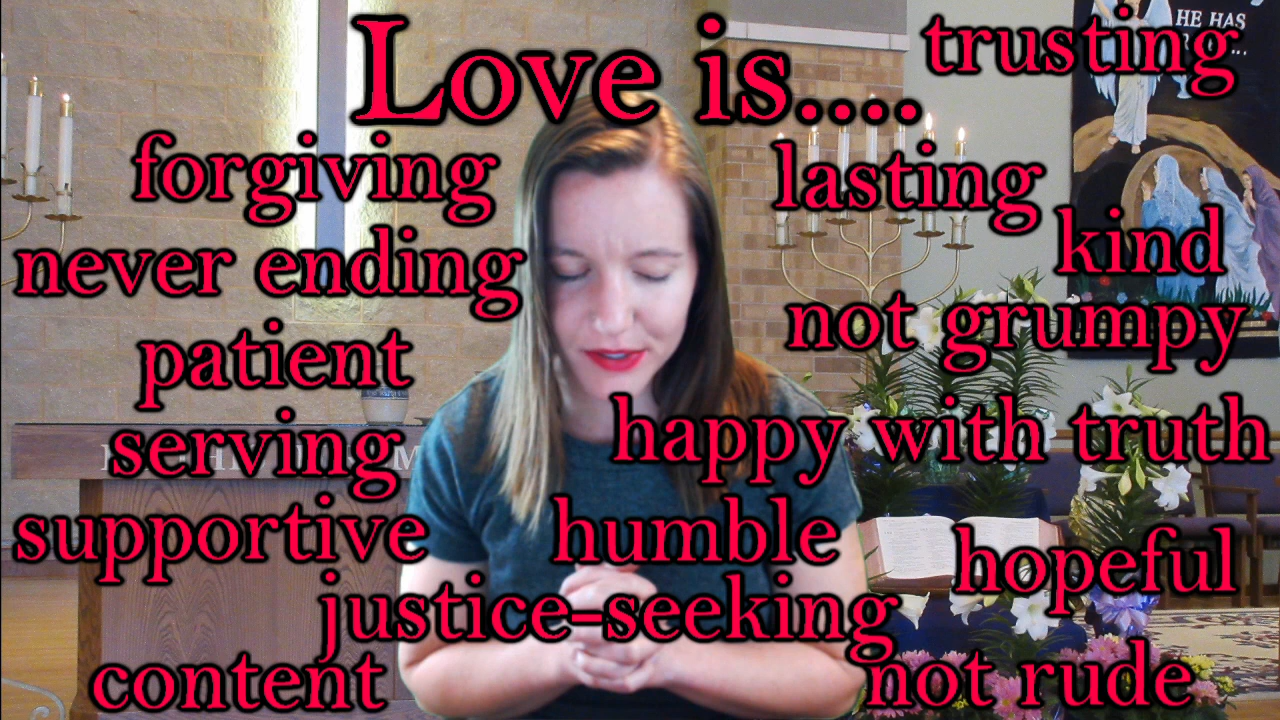 Love is....
trusting
forgiving
lasting
never ending
kind
patient
not grumpy
serving
happy with truth
supportive
humble
hopeful
justice-seeking
content
not rude
HE HAS